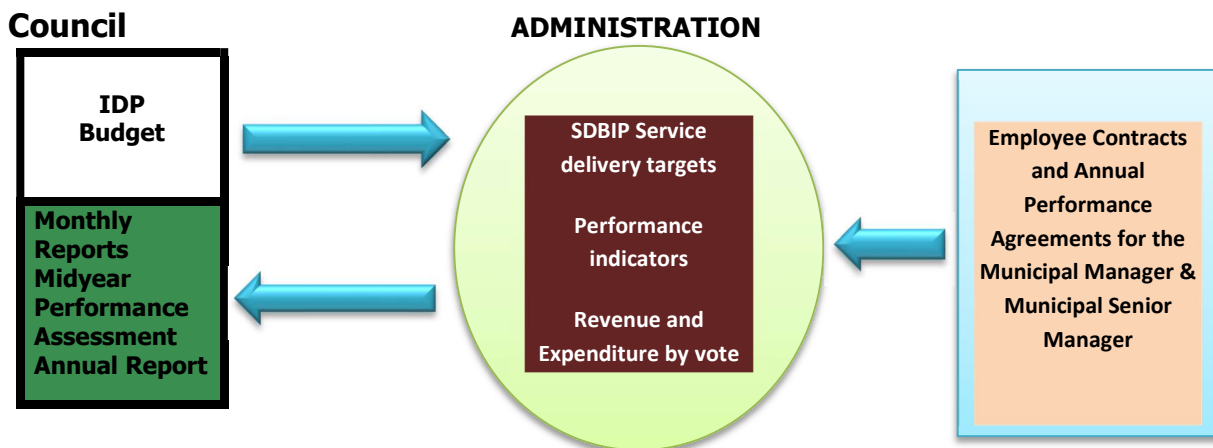 Council
IDP
Budget
Monthly
Reports
Midyear
Performance
Assessment
Annual Report
ADMINISTRATION
SDBIP Service
delivery targets
Performance
indicators
Revenue and
Expenditure by vote
Employee Contracts
and Annual
Performance
Agreements for the
Municipal Manager &
Municipal Senior
Manager